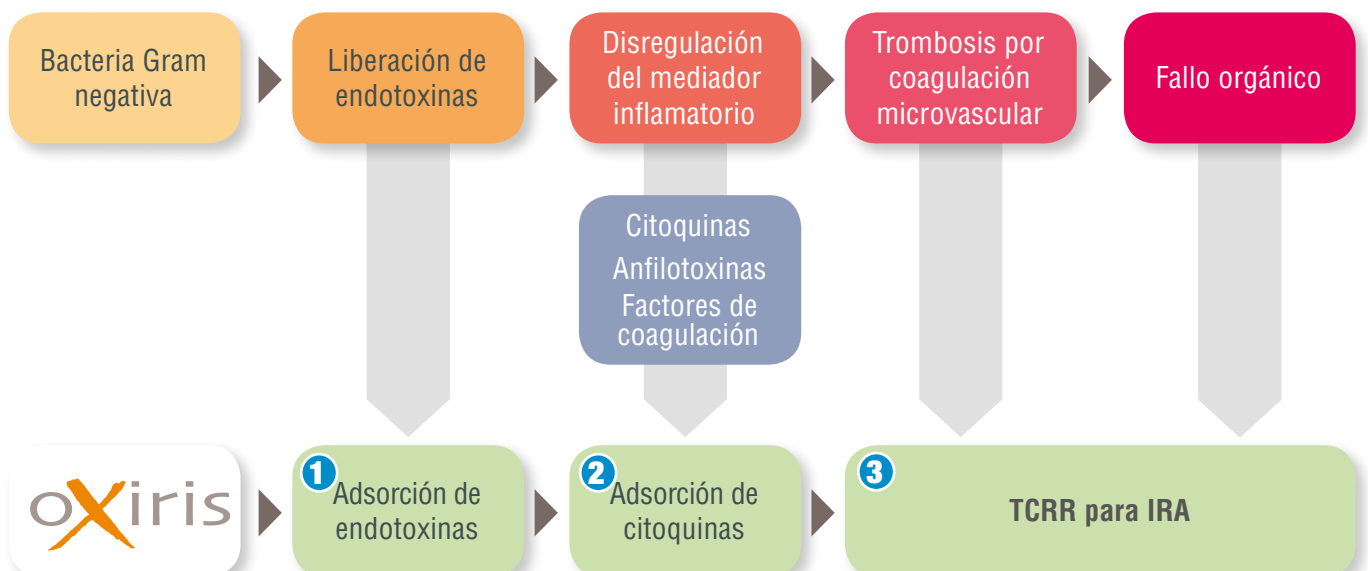 Bacteria Gram
negativa
Liberación de
endotoxinas
Disregulación
del mediador
inflamatorio
Trombosis por
coagulación
microvascular
Fallo orgánico
Citoquinas
Anfilotoxinas
Factores de
coagulación
oXiris
1
Adsorción de
endotoxinas
2
Adsorción de
citoquinas
3
TCRR para IRA